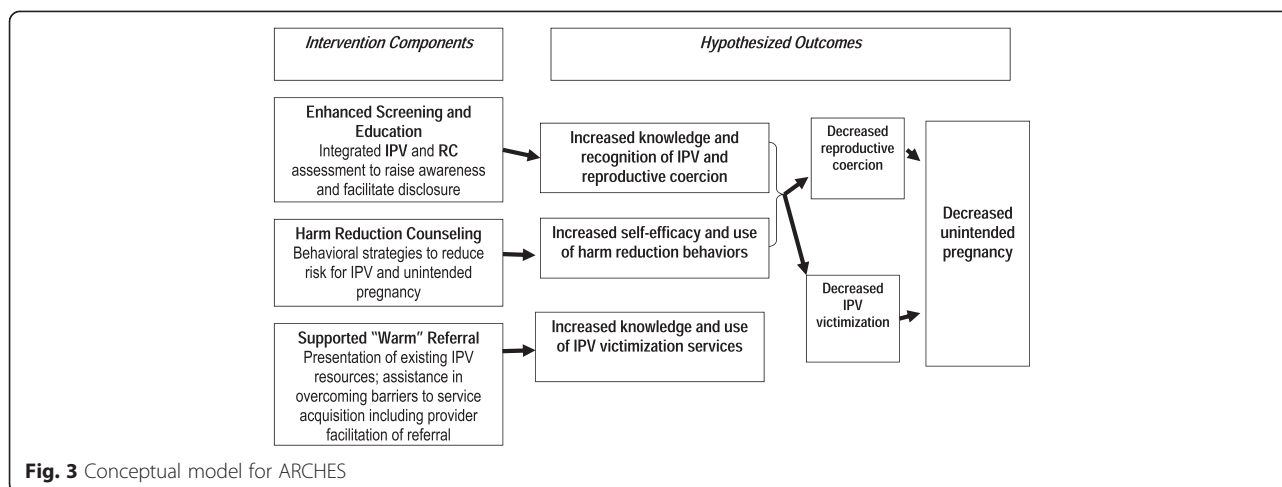 Intervention Components
Hypothesized Outcomes
Enhanced Screening and
Education
Integrated IPV and RC
assessment to raise awareness
and facilitate disclosure
Increased knowledge and
recognition of IPV and
reproductive coercion
Decreased
reproductive
coercion
Decreased
unintended
pregnancy
Harm Reduction Counseling
Behavioral strategies to reduce
risk for IPV and unintended
pregnancy
Increased self-efficacy and use
of harm reduction behaviors
Decreased
IPV
victimization
Supported "Warm" Referral
Presentation of existing IPV
resources; assistance in
overcoming barriers to service
acquisition including provider
facilitation of referral
Increased knowledge and use
of IPV victimization services
Fig. 3 Conceptual model for ARCHES